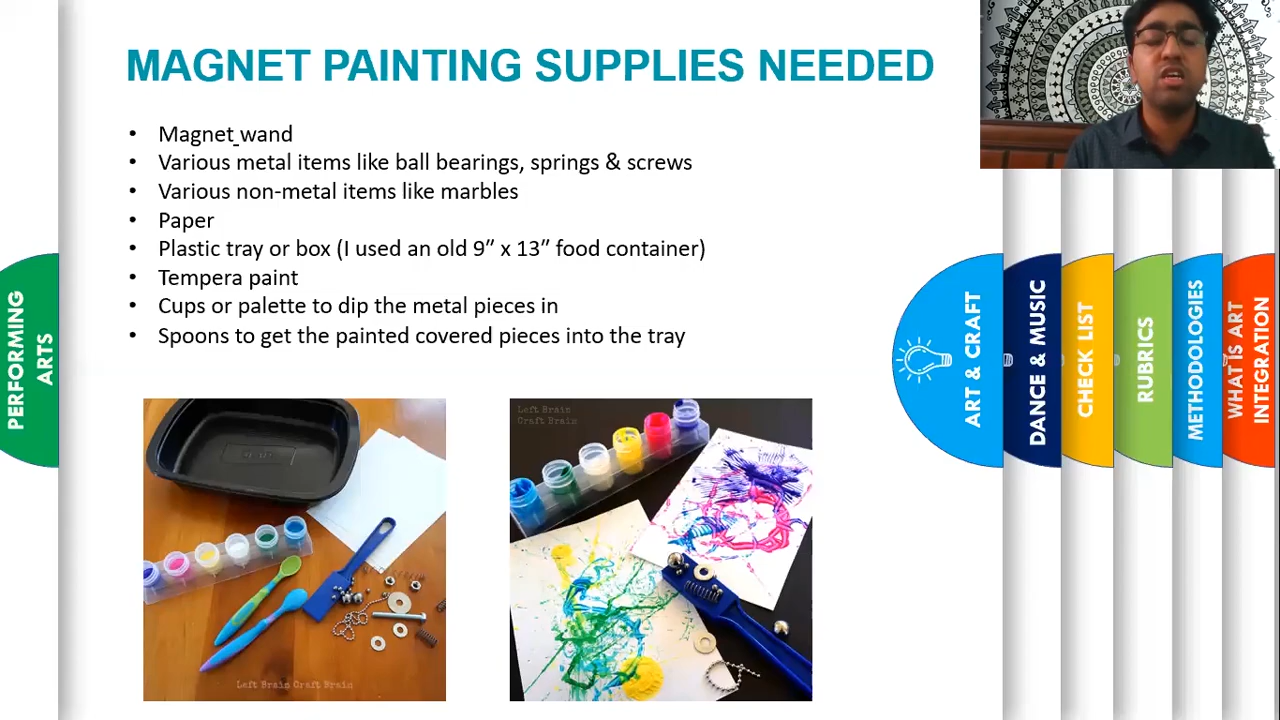 MAGNET PAINTING SUPPLIES NEEDED
• Magnet wand
• Various metal items like ball bearings, springs & screws
• Various non-metal items like marbles
• Paper
• Plastic tray or box (I used an old 9” x 13” food container)
• Tempera paint
• Cups or palette to dip the metal pieces in
• Spoons to get the painted covered pieces into the tray
PERFORMING
ARTS
ART & CRAFT
DANCE & MUSIC
CHECK LIST
RUBRICS
METHODOLOGIES
WHAT IS ART
INTEGRATION
Left Brain Craft Brain
Left Brain
Craft Brain